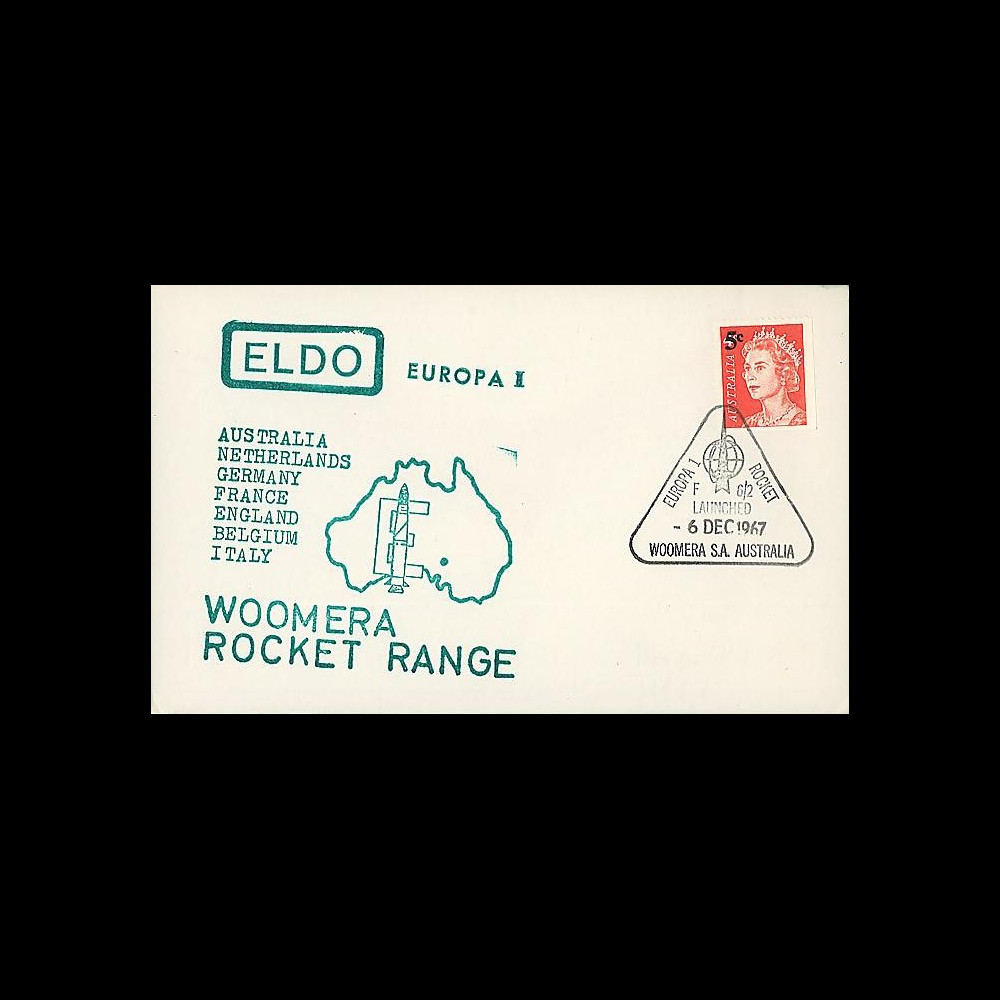 ELDO
EUROPA I
AUSTRALIA
NETHERLANDS
GERMANY
FRANCE
ENGLAND
BELGIUM
ITALY
WOOMERA
ROCKET RANGE
5c
AUSTRALIA
EUROPA 1 ROCKET
F 6/2
LAUNCHED
- 6 DEC 1967
WOOMERA S.A. AUSTRALIA